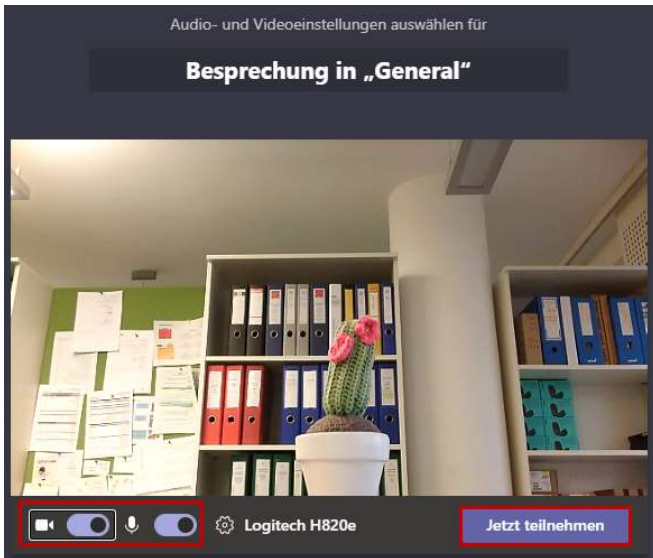 Audio- und Videoeinstellungen auswählen für
Besprechung in „General“
Logitech H820e
Jetzt teilnehmen